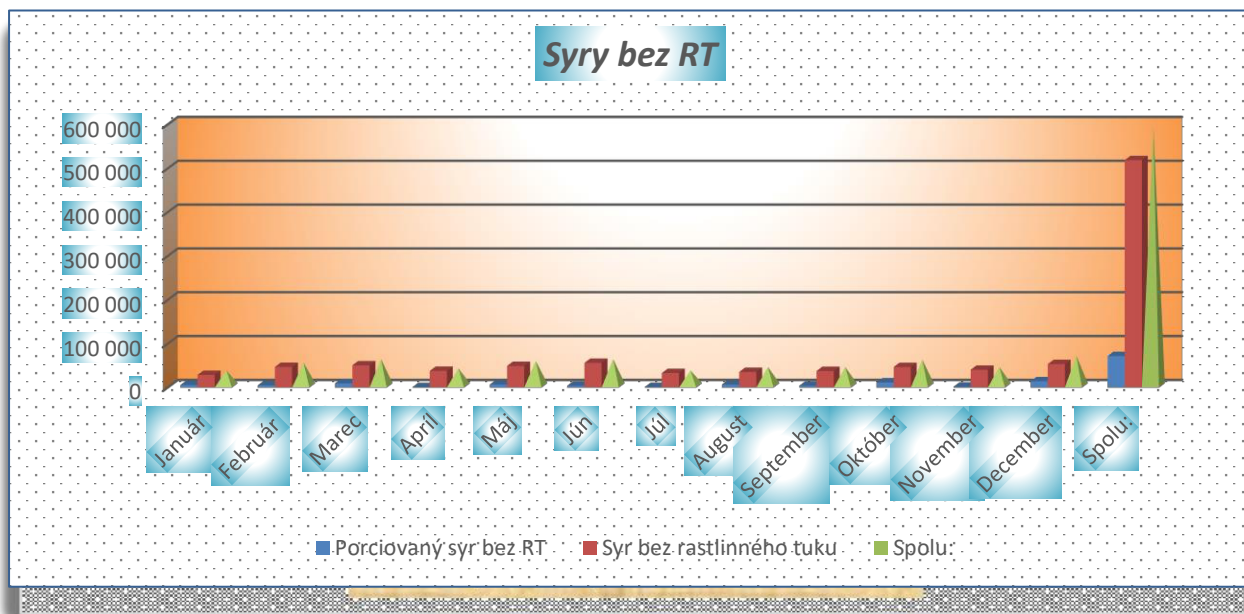 Syry bez RT
600 000
500 000
400 000
300 000
200 000
100 000
0
Január
Február
Marec
Apríl
Máj
Jún
Júl
August
September
Október
November
December
Spolu:
Porciovaný syr bez RT Syr bez rastlinného tuku Spolu: